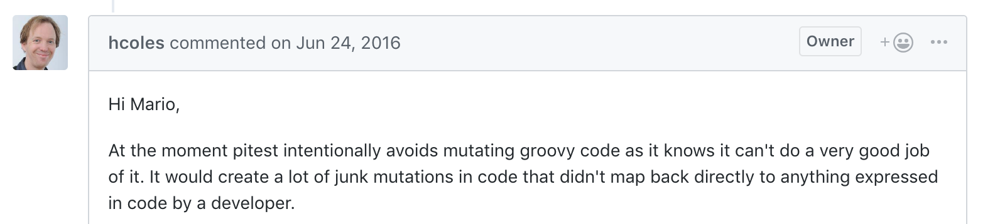 hcoles commented on Jun 24, 2016
Owner
Hi Mario,
At the moment pitest intentionally avoids mutating groovy code as it knows it can't do a very good job
of it. It would create a lot of junk mutations in code that didn't map back directly to anything expressed
in code by a developer.